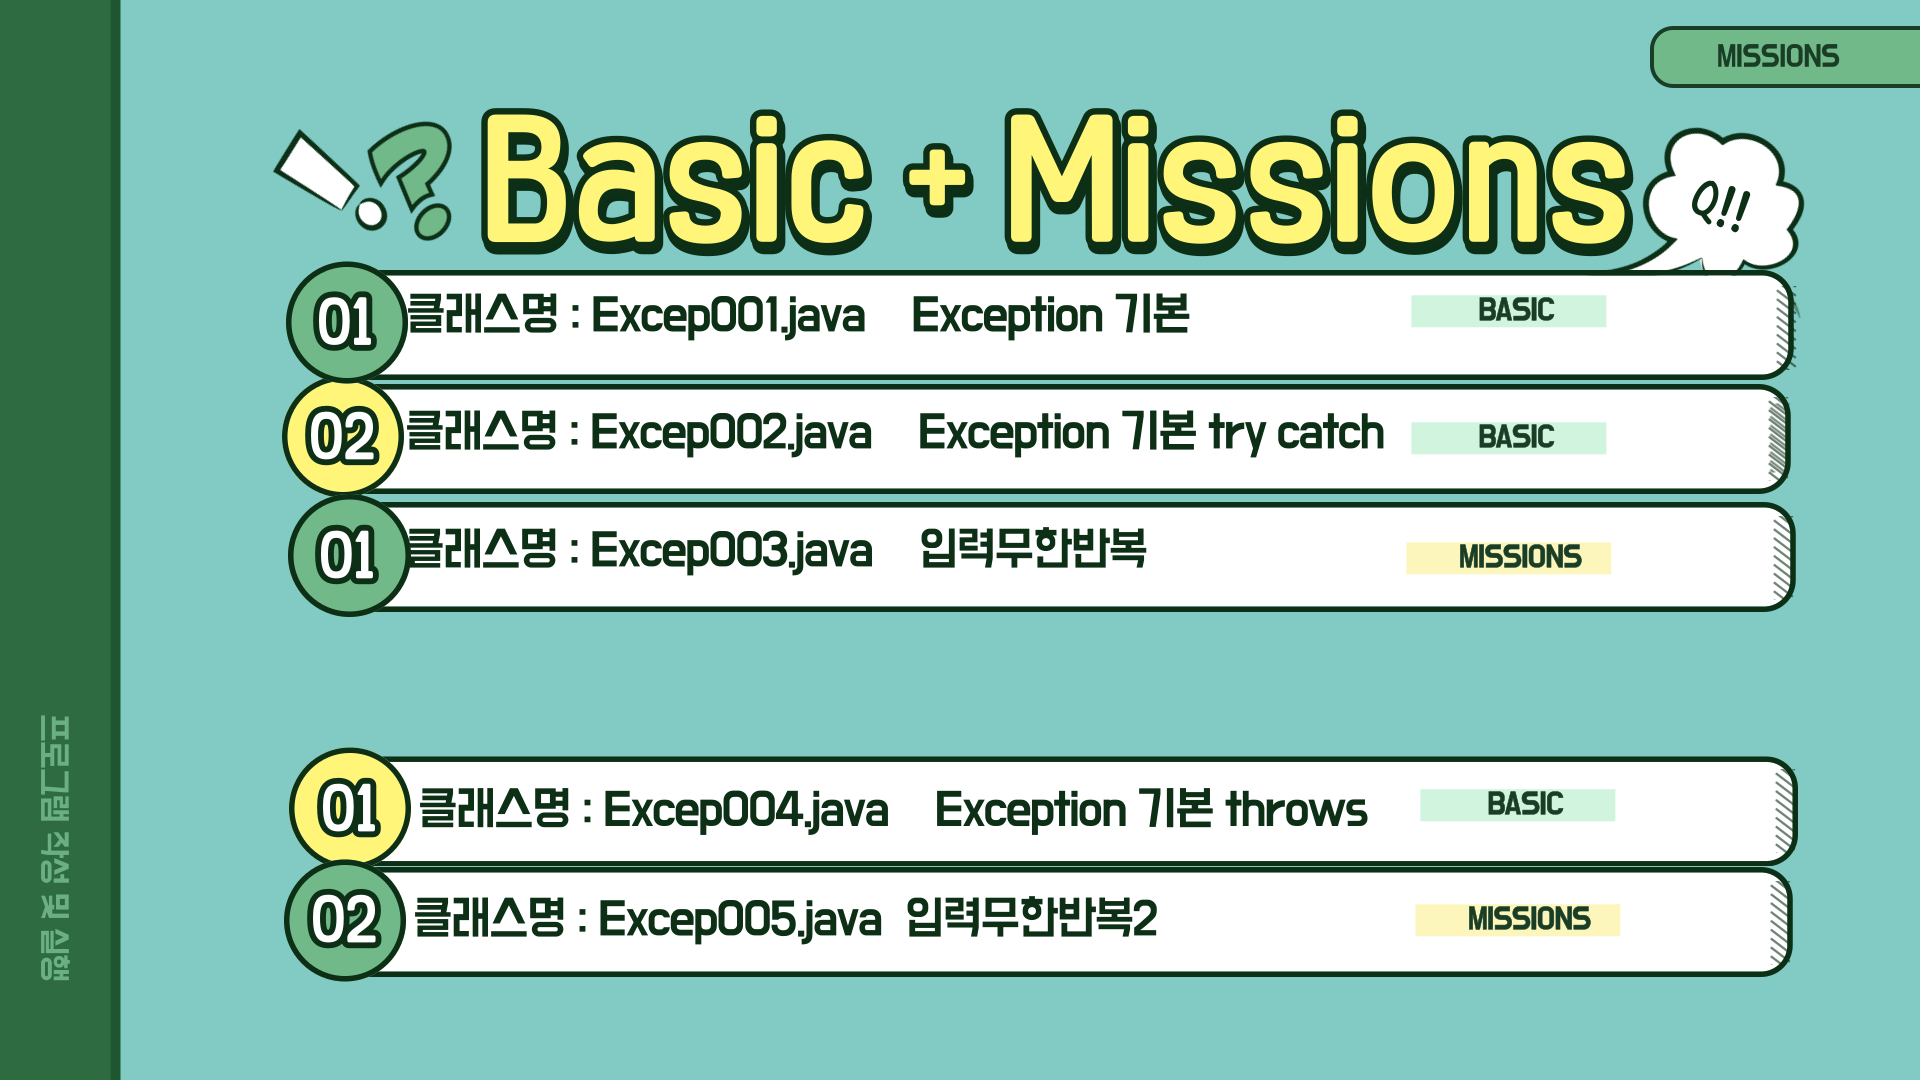 MISSIONS
!?
Basic + Missions
Q!!
01 클래스명 : Excep001.java Exception 기본 BASIC
02 클래스명 : Excep002.java Exception 기본 try catch BASIC
01 클래스명 : Excep003.java 입력무한반복 MISSIONS
01 클래스명 : Excep004.java Exception 기본 throws BASIC
02 클래스명 : Excep005.java 입력무한반복2 MISSIONS
프로그램 작성 및 실행